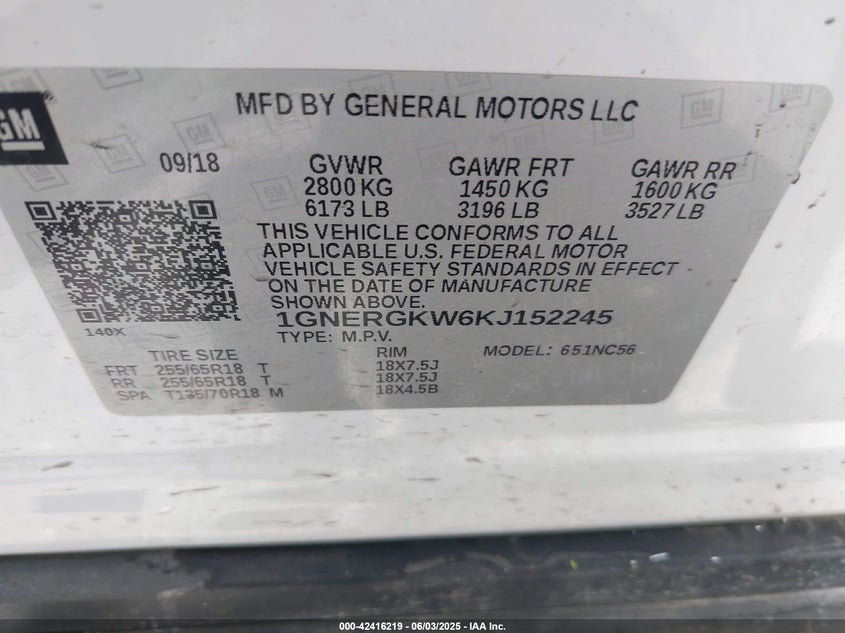 GM
MFD BY GENERAL MOTORS LLC
09/18 GVWR GAWR FRT GAWR RR
2800 KG 1450 KG 1600 KG
6173 LB 3196 LB 3527 LB
THIS VEHICLE CONFORMS TO ALL
APPLICABLE U.S. FEDERAL MOTOR
VEHICLE SAFETY STANDARDS IN EFFECT
ON THE DATE OF MANUFACTURE
SHOWN ABOVE.
1GNERGKW6KJ152245
140X
TYPE: M.P.V. MODEL: 651NC56
TIRE SIZE RIM
FRT 255/65R18 T 18X7.5J
RR 255/65R18 T 18X7.5J
SPA T135/70R18 M 18X4.5B
000-42416219 - 06/03/2025 - IAA Inc.